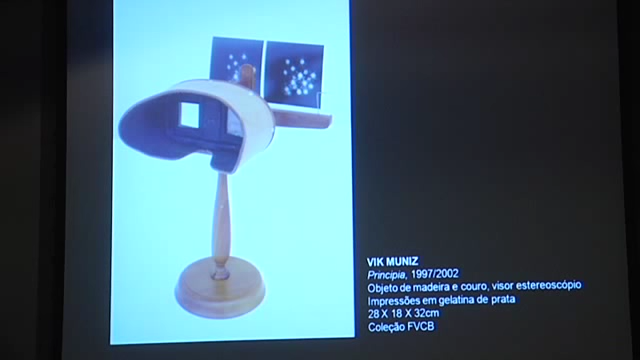 VIK MUNIZ
Principia, 1997/2002
Objeto de madeira e couro, visor estereoscópio
Impressões em gelatina de prata
28 X 18 X 32cm
Coleção FVCB